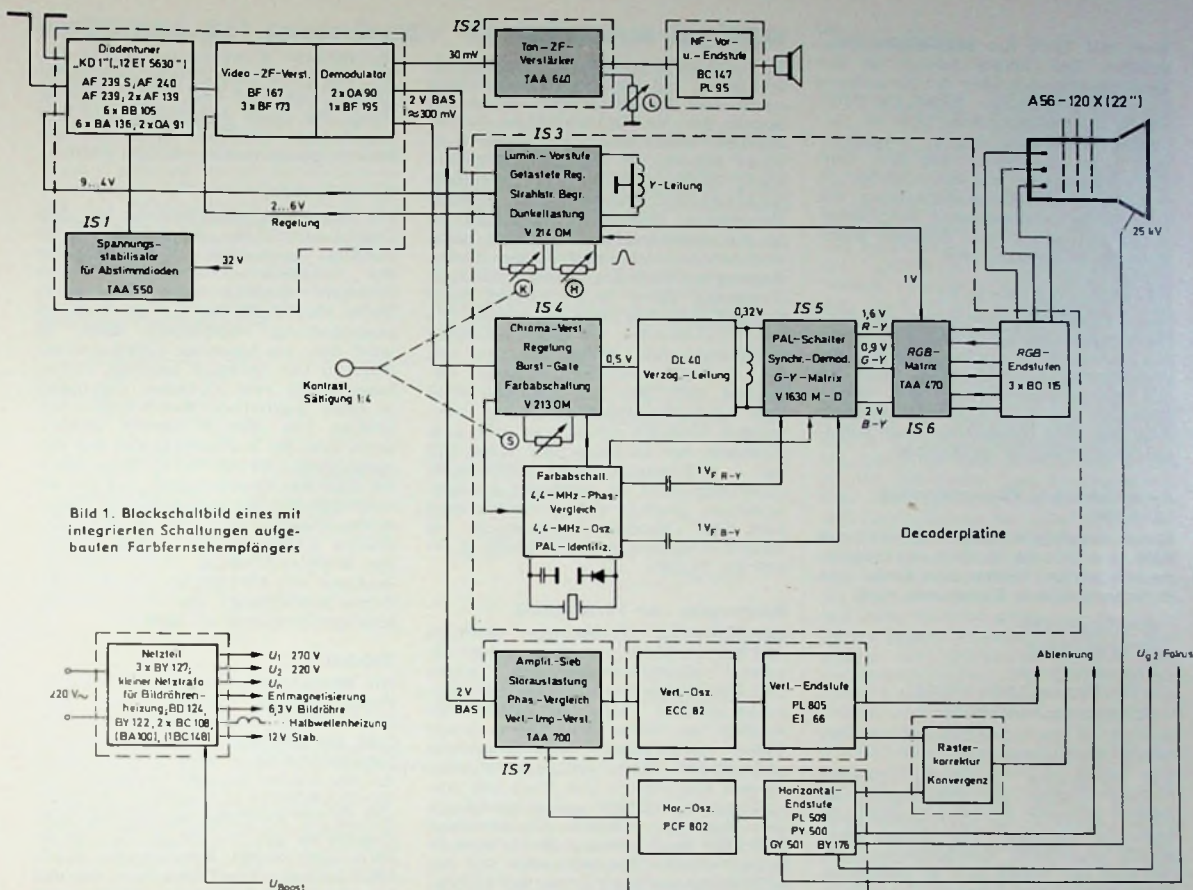 Diodentuner
„KD 1"(„12 ET 5630")
AF 239 S, AF 240
AF 239, 2x AF 139
6 x BB 105
6 x BA 136, 2x OA 91
Video-ZF-Verst.
BF 167
3 x BF 173
Demodulator
2 x OA 90
1 x BF 195
IS 1
Spannungs-
stabilisator
für Abstimmdioden
TAA 550
32 V
9...4V
2...6V
Regelung
30 mV
2 V BAS
≈300 mV
IS 2
Ton-ZF-
Verstärker
TAA 640
L
NF-Vor-
u.-Endstufe
BC 147
PL 95
A56-120 X (22")
25 kV
IS 3
Lumin.-Vorstufe
Getastete Reg.
Strahlstr. Begr.
Dunkeltastung
V 214 OM
Y-Leitung
K
H
1 V
Kontrast,
Sättigung 1:4
IS 4
Chroma-Verst.
Regelung
Burst-Gate
Farbabschaltung
V 213 OM
S
0,5 V
DL 40
Verzög.-Leitung
0,32V
IS 5
PAL-Schalter
Synchr.-Demod.
G-Y-Matrix
V 1630 M-D
1,6 V
R-Y
0,9 V
G-Y
2 V
B-Y
RGB-
Matrix
TAA 470
IS 6
RGB-
Endstufen
3 x BD 115
Farbabschalt.
4,4-MHz-Phas.-
Vergleich
4,4-MHz-Osz.
PAL-Identifiz.
1 V F R-Y
1 V F B-Y
Decoderplatine
Bild 1. Blockschaltbild eines mit
integrierten Schaltungen aufge-
bauten Farbfernsehempfängers
220 V~
Netzteil
3 x BY 127;
kleiner Netztrafo
für Bildröhren-
heizung; BD 124,
BY 122, 2 x BC 108,
(BA100), (1BC 148)
U1 270 V
U2 220 V
Un
Entmagnetisierung
6,3 V Bildröhre
Halbwellenheizung
12V Stab.
UBoost
2 V
BAS
Amplit.-Sieb
Störaustastung
Phas.-Vergleich
Vert.-Imp.-Verst.
TAA 700
IS 7
Vert.-Osz.
ECC 82
Vert.-Endstufe
PL 805
EI 66
Hor.-Osz.
PCF 802
Horizontal-
Endstufe
PL 509
PY 500
GY 501 BY 176
Raster-
korrektur
Konvergenz
Ablenkung
Ug2 Fokus